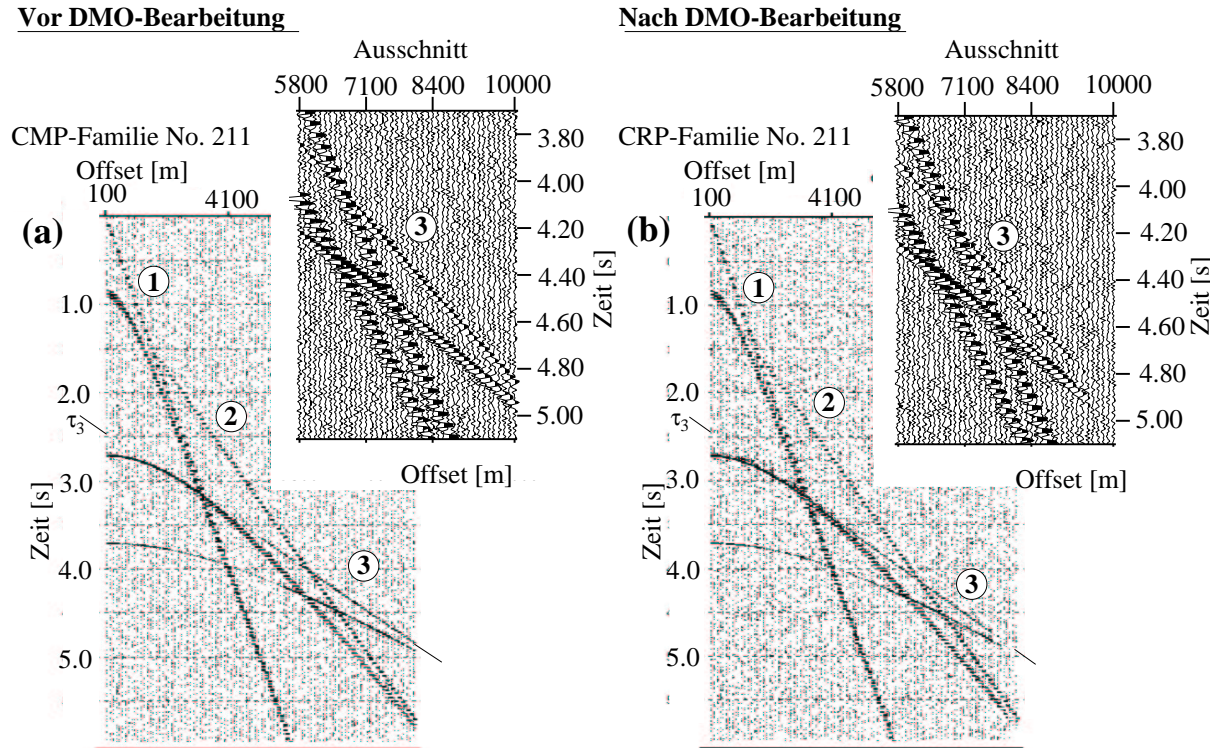 Vor DMO-Bearbeitung
Ausschnitt
5800 7100 8400 10000
CMP-Familie No. 211
Offset [m]
100 4100
(a)
1
2
3
3
3.80
4.00
4.20
4.40
4.60
4.80
5.00
Zeit [s]
Offset [m]
1.0
2.0
τ3
3.0
4.0
5.0
Zeit [s]
Nach DMO-Bearbeitung
Ausschnitt
5800 7100 8400 10000
CRP-Familie No. 211
Offset [m]
100 4100
(b)
1
2
3
3
3.80
4.00
4.20
4.40
4.60
4.80
5.00
Zeit [s]
Offset [m]
1.0
2.0
τ3
3.0
4.0
5.0
Zeit [s]